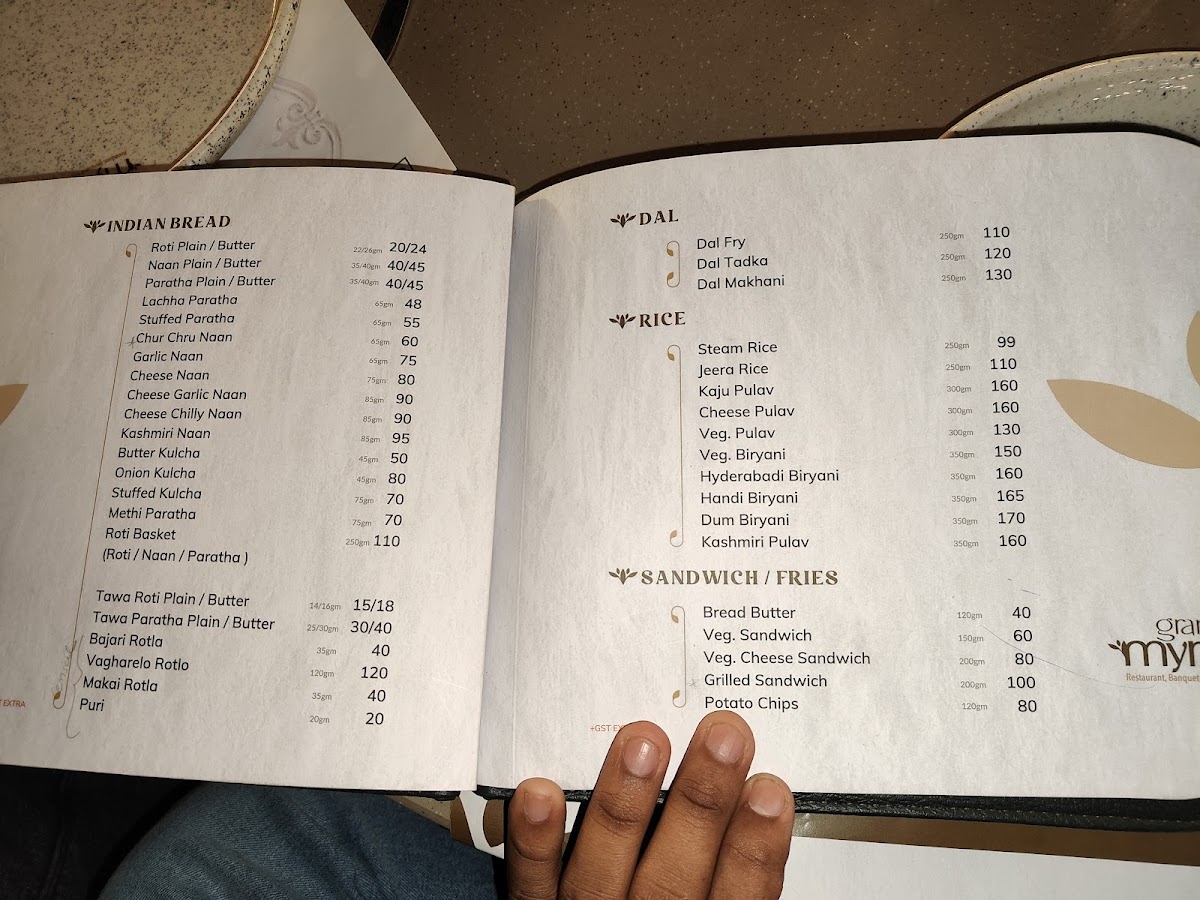 INDIAN BREAD
Roti Plain / Butter 22/26gm 20/24
Naan Plain / Butter 35/40gm 40/45
Paratha Plain / Butter 35/40gm 40/45
Lachha Paratha 65gm 48
Stuffed Paratha 65gm 55
Chur Chru Naan 65gm 60
Garlic Naan 65gm 75
Cheese Naan 75gm 80
Cheese Garlic Naan 85gm 90
Cheese Chilly Naan 85gm 90
Kashmiri Naan 85gm 95
Butter Kulcha 45gm 50
Onion Kulcha 45gm 80
Stuffed Kulcha 75gm 70
Methi Paratha 75gm 70
Roti Basket 250gm 110
(Roti / Naan / Paratha )
Tawa Roti Plain / Butter 14/16gm 15/18
Tawa Paratha Plain / Butter 25/30gm 30/40
Bajari Rotla 35gm 40
Vagharelo Rotlo 120gm 120
Makai Rotla 35gm 40
Puri 20gm 20
EXTRA
DAL
Dal Fry 250gm 110
Dal Tadka 250gm 120
Dal Makhani 250gm 130
RICE
Steam Rice 250gm 99
Jeera Rice 250gm 110
Kaju Pulav 300gm 160
Cheese Pulav 300gm 160
Veg. Pulav 300gm 130
Veg. Biryani 350gm 150
Hyderabadi Biryani 350gm 160
Handi Biryani 350gm 165
Dum Biryani 350gm 170
Kashmiri Pulav 350gm 160
SANDWICH / FRIES
Bread Butter 120gm 40
Veg. Sandwich 150gm 60
Veg. Cheese Sandwich 200gm 80
Grilled Sandwich 200gm 100
Potato Chips 120gm 80
+GST
Restaurant,